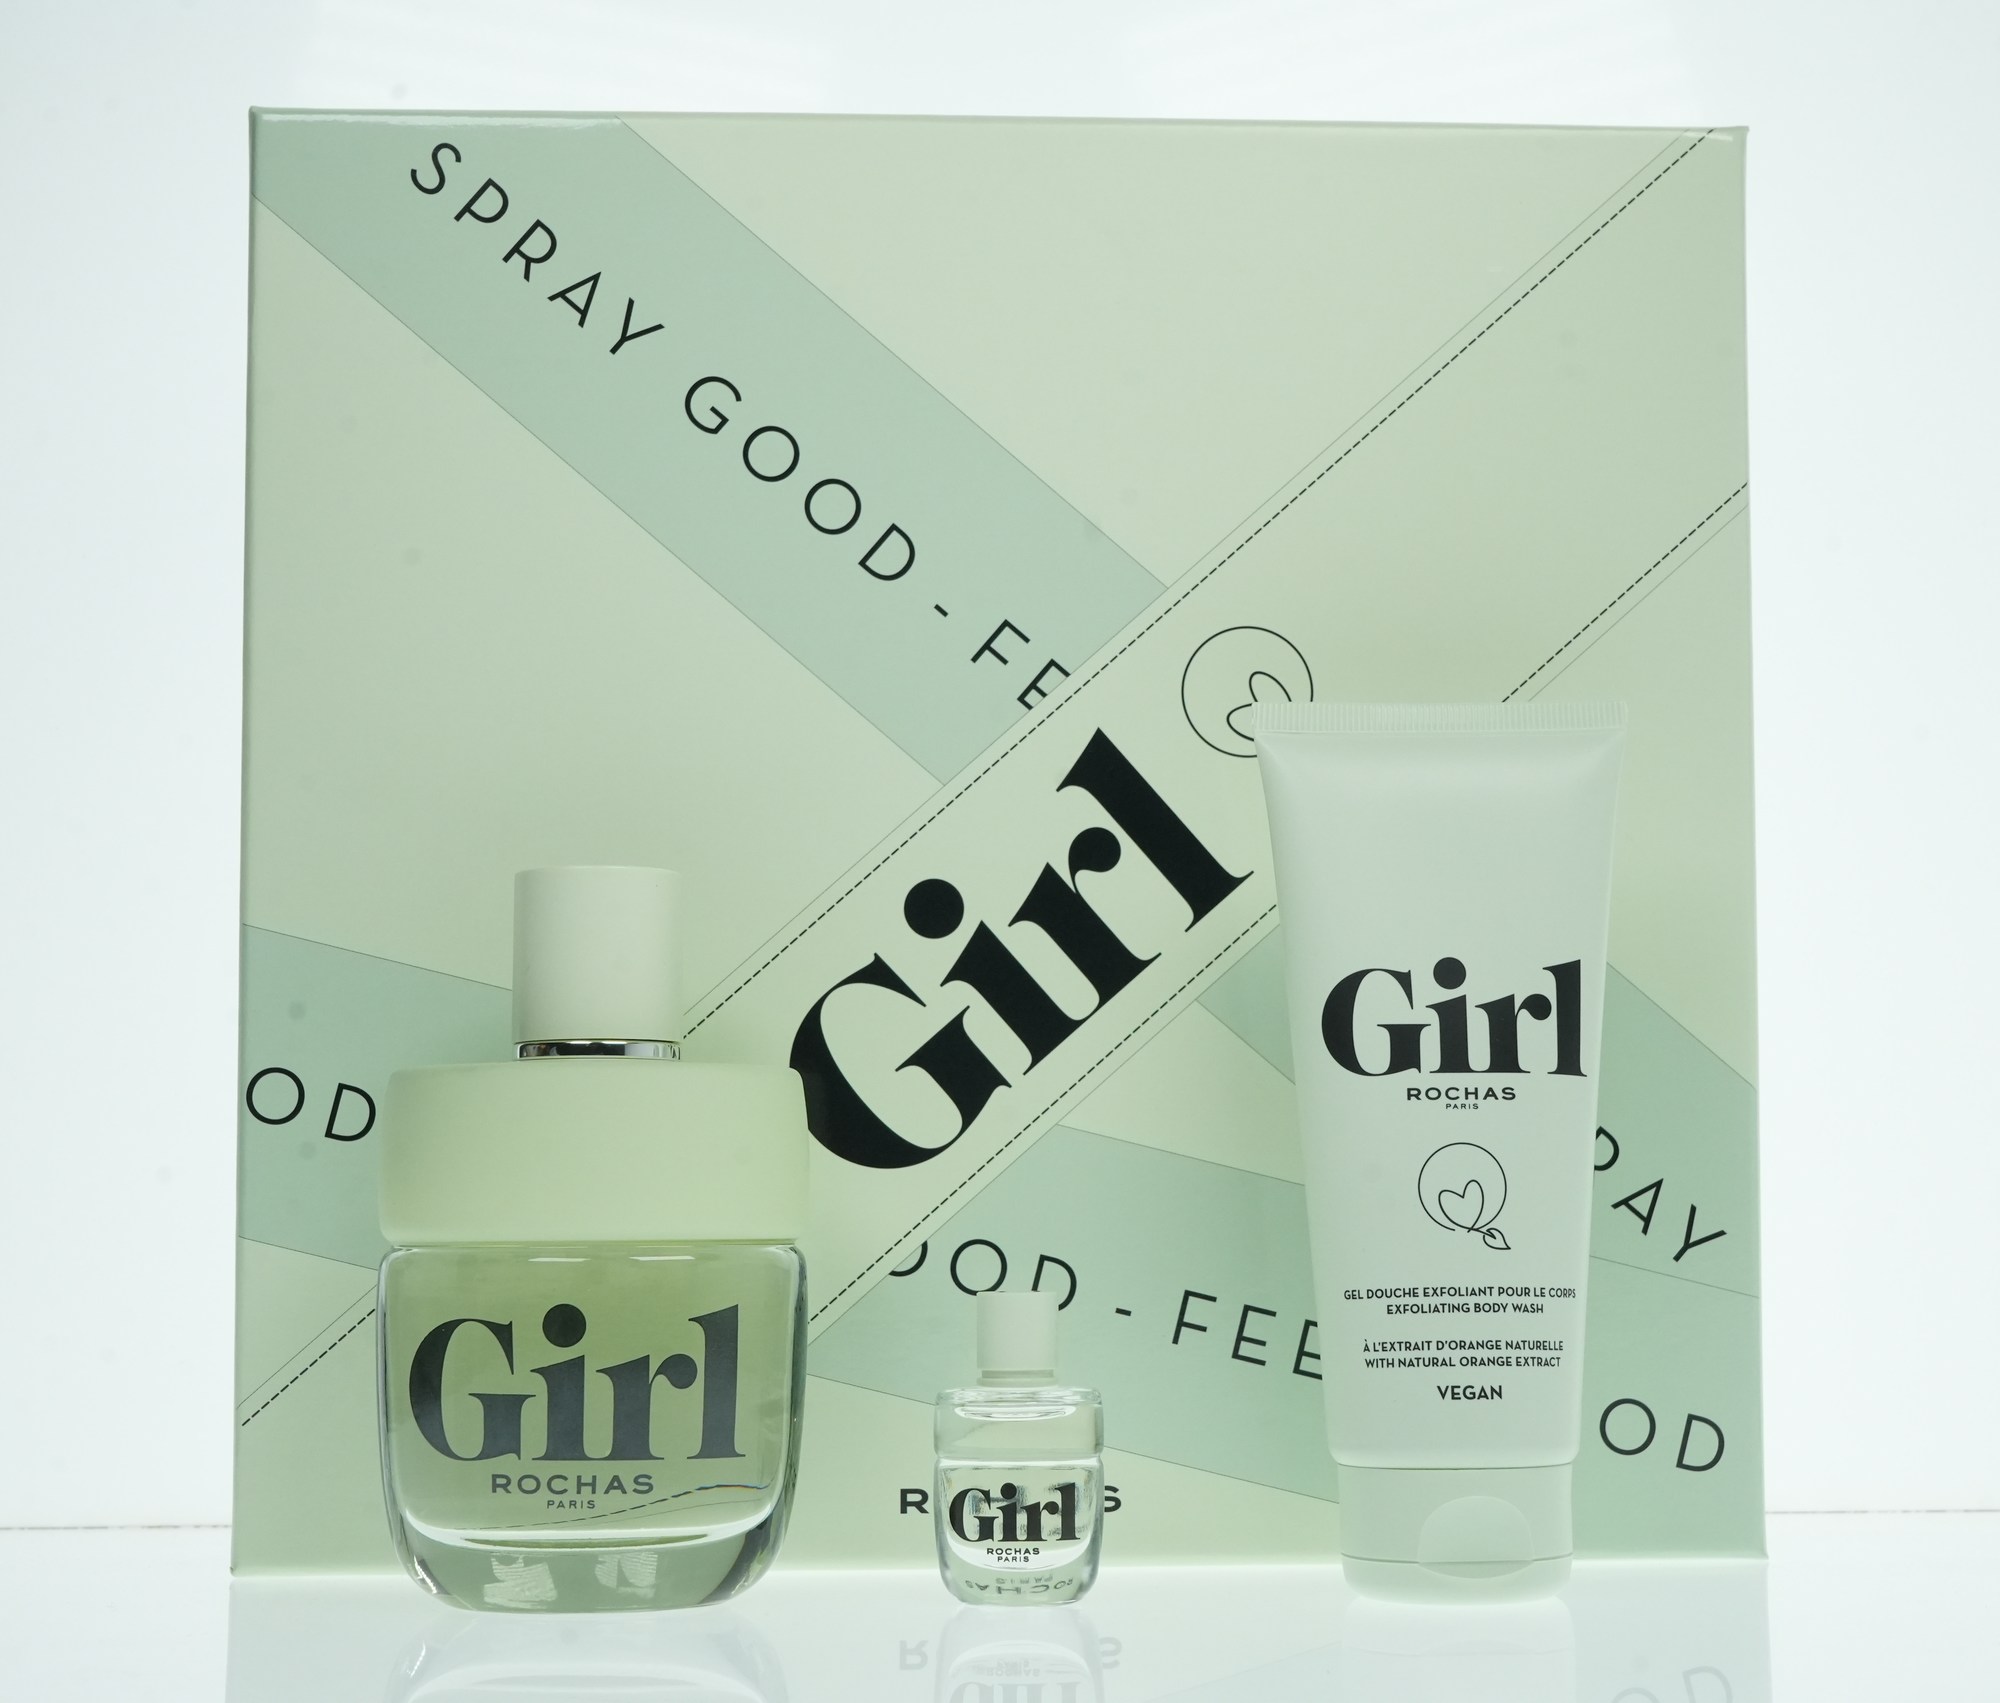 SPRAY GOOD-FE
Girl
OD
OOD-FEE
PAY
OD
Girl
ROCHAS
PARIS
Girl
ROCHAS
PARIS
Girl
ROCHAS
PARIS
GEL DOUCHE EXFOLIANT POUR LE CORPS
EXFOLIATING BODY WASH
À L'EXTRAIT D'ORANGE NATURELLE
WITH NATURAL ORANGE EXTRACT
VEGAN